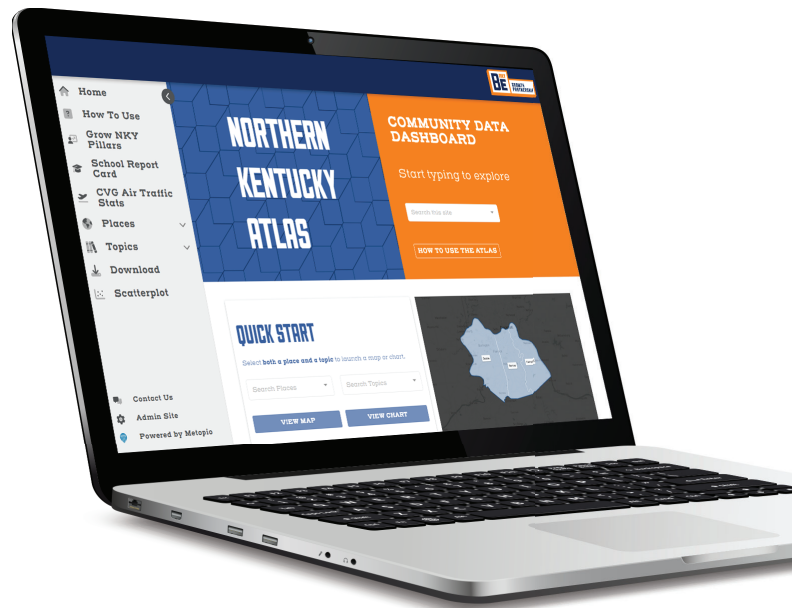 BE
GROWTH
PARTNERSHIP
Home
How To Use
Grow NKY
Pillars
School Report
Card
CVG Air Traffic
Stats
Places
Topics
Download
Scatterplot
Contact Us
Admin Site
Powered by Metopio
NORTHERN
KENTUCKY
ATLAS
COMMUNITY DATA
DASHBOARD
Start typing to explore
Search this site
HOW TO USE THE ATLAS
QUICK START
Select both a place and a topic to launch a map or chart.
Search Places
Search Topics
VIEW MAP
VIEW CHART